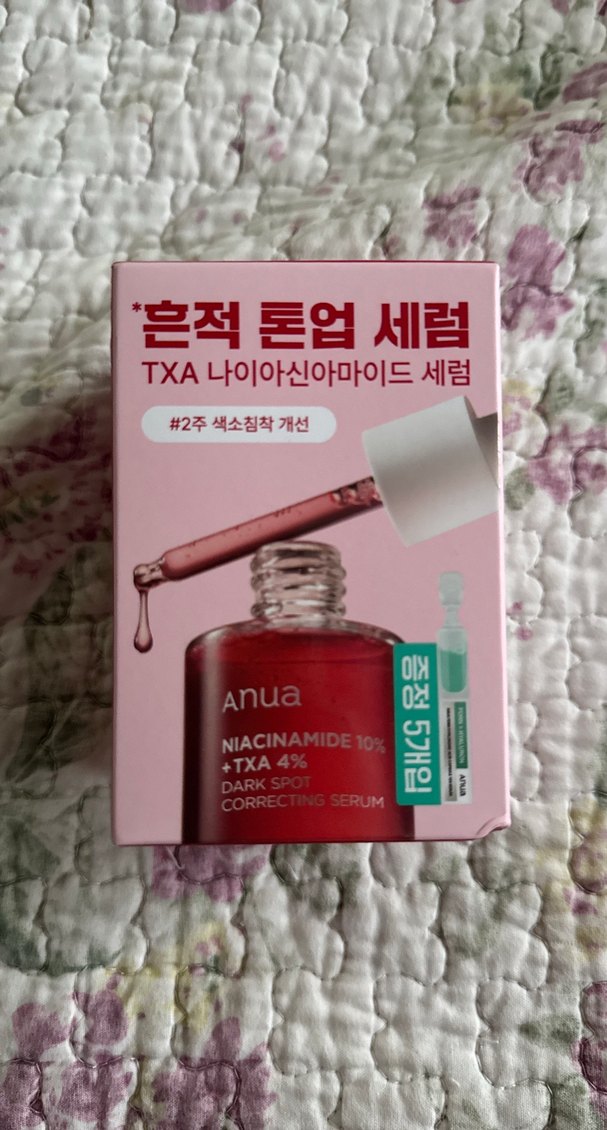 *흔적 톤업 세럼
TXA 나이아신아마이드 세럼
#2주 색소침착 개선
Anua
NIACINAMIDE 10%
+TXA 4%
DARK SPOT
CORRECTING SERUM
증정 5개입
Anua